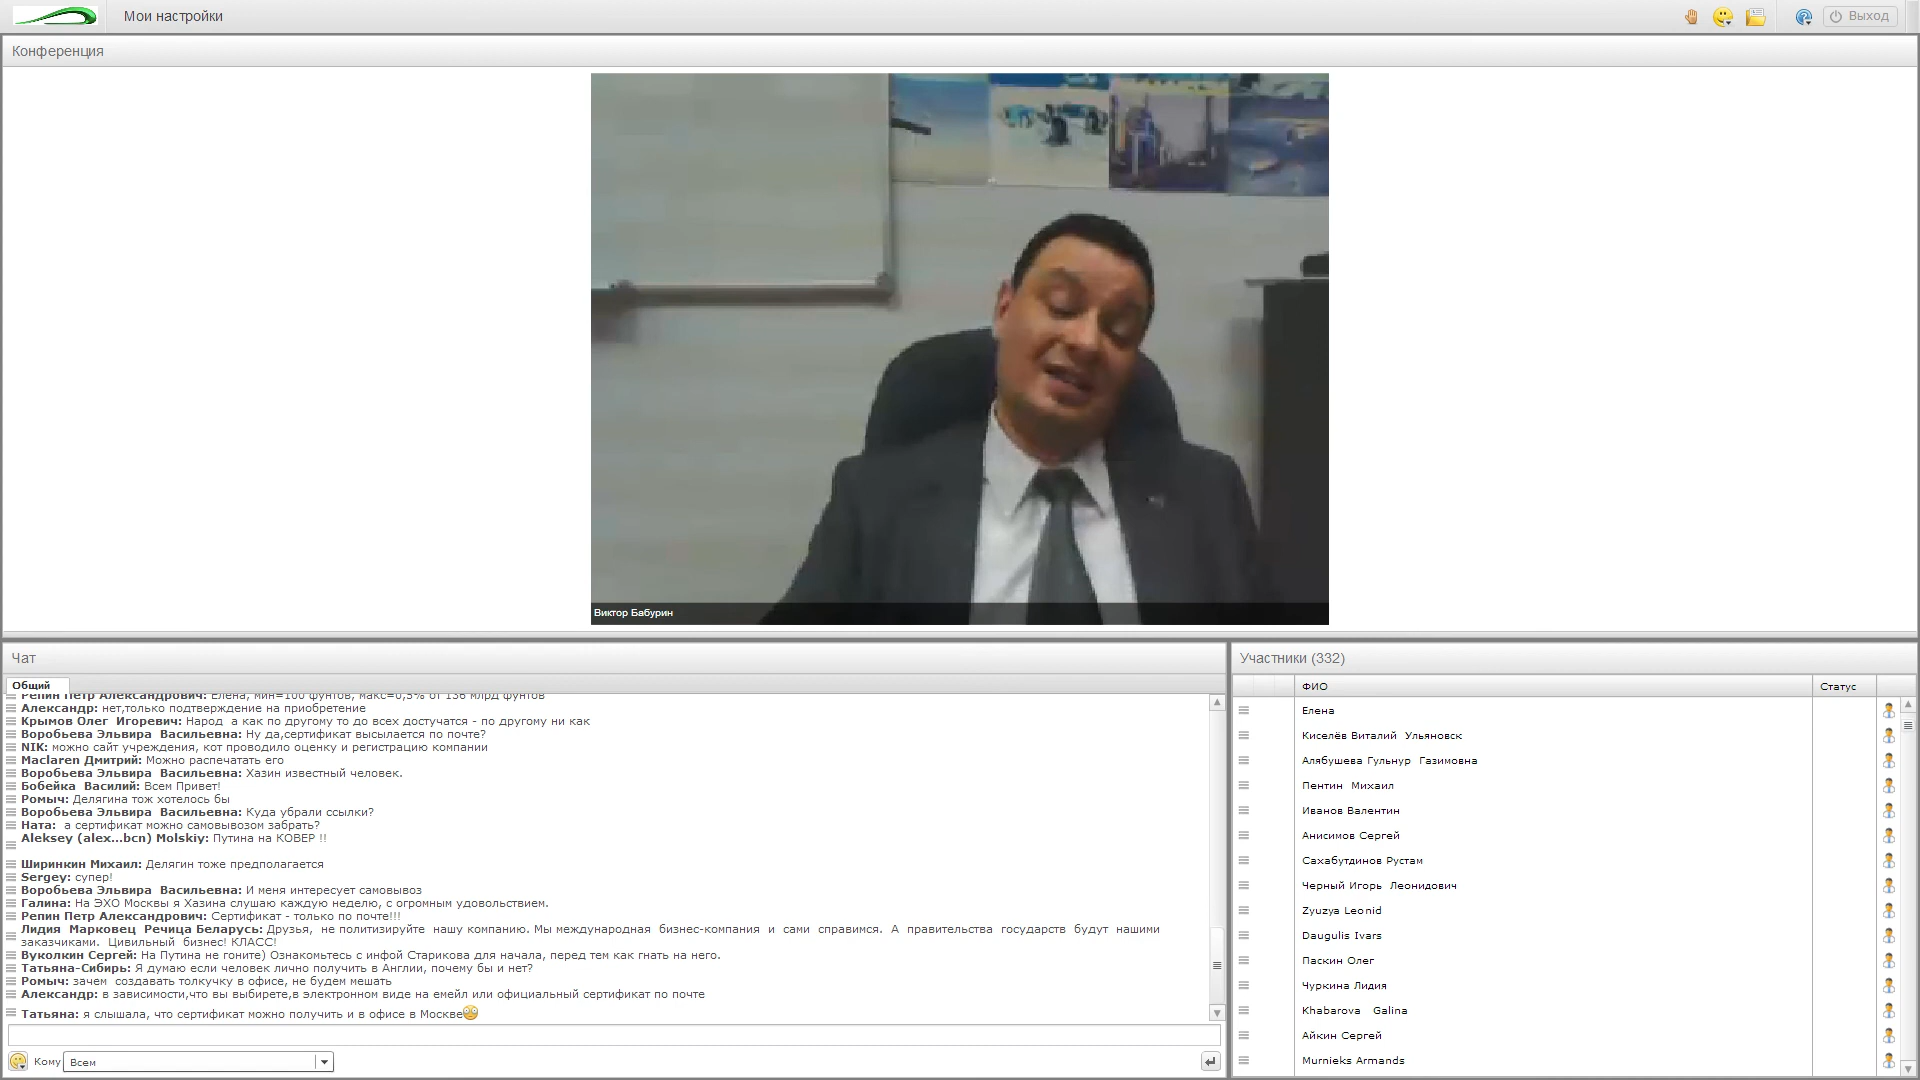 Мои настройки
Выход
Конференция
Виктор Бабурин
Чат
Общий
Репин Петр Александрович: Елена, мин=100 фунтов, макс=0,5% от 136 млрд фунтов
Александр: нет,только подтверждение на приобретение
Крымов Олег Игоревич: Народ а как по другому то до всех достучатся - по другому ни как
Воробьева Эльвира Васильевна: Ну да,сертификат высылается по почте?
NIK: можно сайт учреждения, кот проводило оценку и регистрацию компании
Maclaren Дмитрий: Можно распечатать его
Воробьева Эльвира Васильевна: Хазин известный человек.
Бобейка Василий: Всем Привет!
Ромыч: Делягина тож хотелось бы
Воробьева Эльвира Васильевна: Куда убрали ссылки?
Ната: а сертификат можно самовывозом забрать?
Aleksey (alex...bcn) Molskiy: Путина на КОВЕР !!
Ширинкин Михаил: Делягин тоже предполагается
Sergey: супер!
Воробьева Эльвира Васильевна: И меня интересует самовывоз
Галина: На ЭХО Москвы я Хазина слушаю каждую неделю, с огромным удовольствием.
Репин Петр Александрович: Сертификат - только по почте!!!
Лидия Марковец Речица Беларусь: Друзья, не политизируйте нашу компанию. Мы международная бизнес-компания и сами справимся. А правительства государств будут нашими
заказчиками. Цивильный бизнес! КЛАСС!
Вуколкин Сергей: На Путина не гоните) Ознакомьтесь с инфой Старикова для начала, перед тем как гнать на него.
Татьяна-Сибирь: Я думаю если человек лично получить в Англии, почему бы и нет?
Ромыч: зачем создавать толкучку в офисе, не будем мешать
Александр: в зависимости,что вы выбирете,в электронном виде на емейл или официальный сертификат по почте
Татьяна: я слышала, что сертификат можно получить и в офисе в Москве
Кому
Всем
Участники (332)
ФИО
Статус
Елена
Киселёв Виталий Ульяновск
Алябушева Гульнур Газимовна
Пентин Михаил
Иванов Валентин
Анисимов Сергей
Сахабутдинов Рустам
Черный Игорь Леонидович
Zyuzya Leonid
Daugulis Ivars
Паскин Олег
Чуркина Лидия
Khabarova Galina
Айкин Сергей
Murnieks Armands